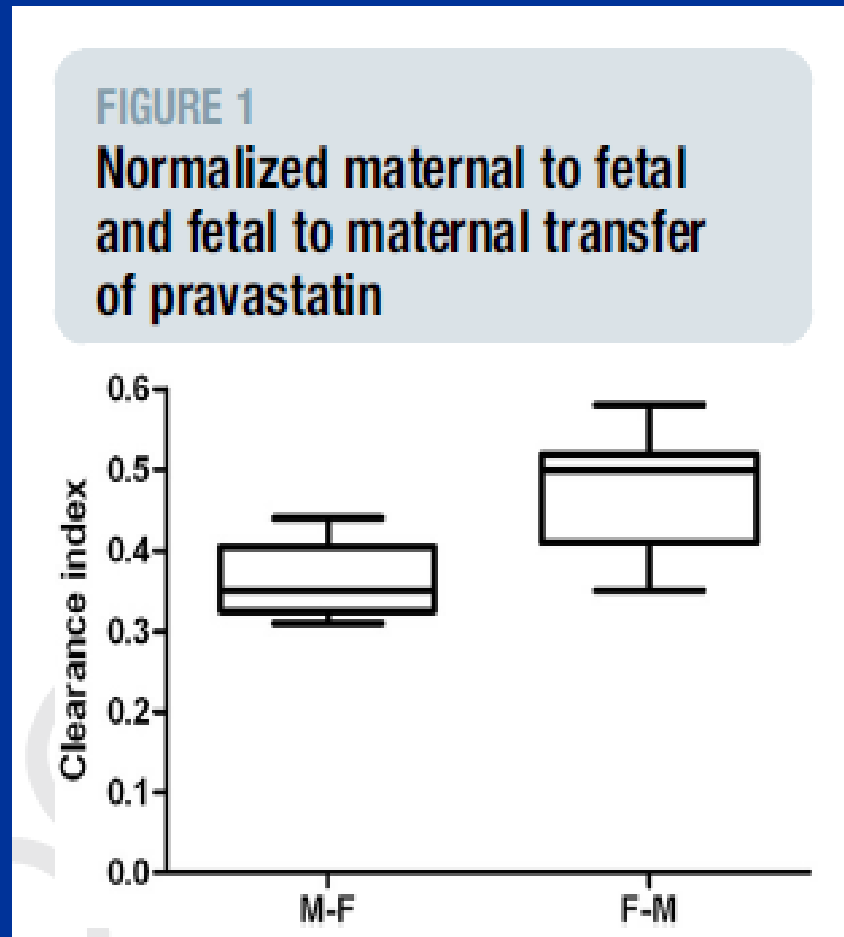 FIGURE 1
Normalized maternal to fetal
and fetal to maternal transfer
of pravastatin
0.6
0.5
0.4
0.3
0.2
0.1
0.0
Clearance index
M-F
F-M